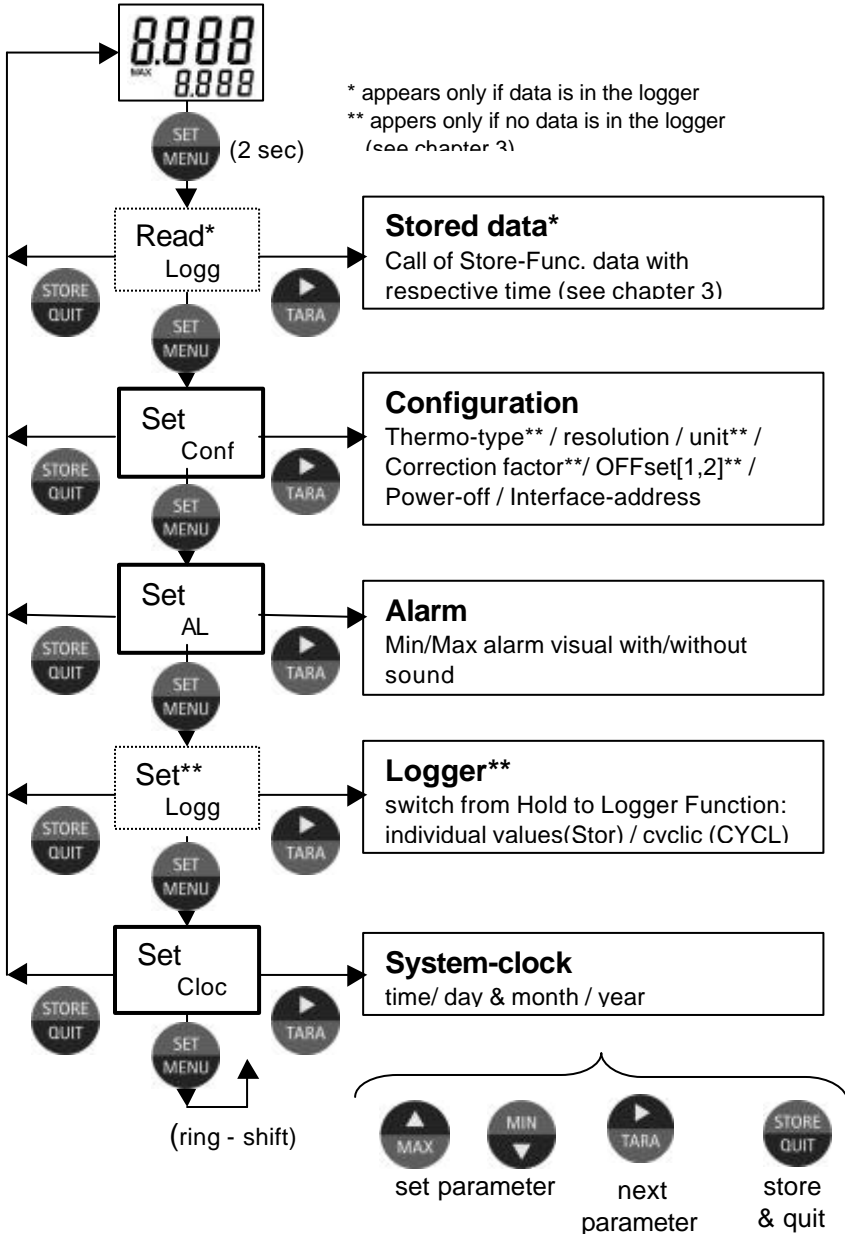 8.888
MAX 8.888
* appears only if data is in the logger
** appers only if no data is in the logger
(see chapter 3)
SET
MENU
(2 sec)
Read*
Logg
STORE
QUIT
TARA
Stored data*
Call of Store-Func. data with
respective time (see chapter 3)
SET
MENU
Set
Conf
STORE
QUIT
TARA
Configuration
Thermo-type** / resolution / unit** /
Correction factor**/ OFFset[1,2]** /
Power-off / Interface-address
SET
MENU
Set
AL
STORE
QUIT
TARA
Alarm
Min/Max alarm visual with/without
sound
SET
MENU
Set**
Logg
STORE
QUIT
TARA
Logger**
switch from Hold to Logger Function:
individual values(Stor) / cyclic (CYCL)
SET
MENU
Set
Cloc
STORE
QUIT
TARA
System-clock
time/ day & month / year
SET
MENU
(ring - shift)
MAX
MIN
TARA
STORE
QUIT
set parameter
next
parameter
store
& quit